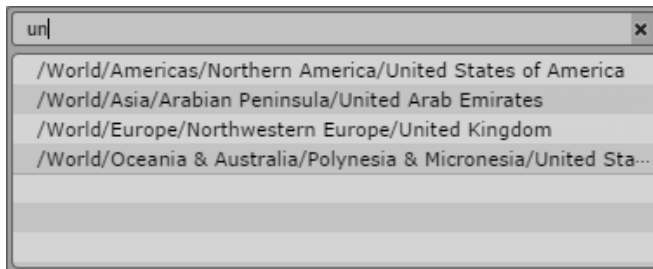 un
/World/Americas/Northern America/United States of America
/World/Asia/Arabian Peninsula/United Arab Emirates
/World/Europe/Northwestern Europe/United Kingdom
/World/Oceania & Australia/Polynesia & Micronesia/United Sta...